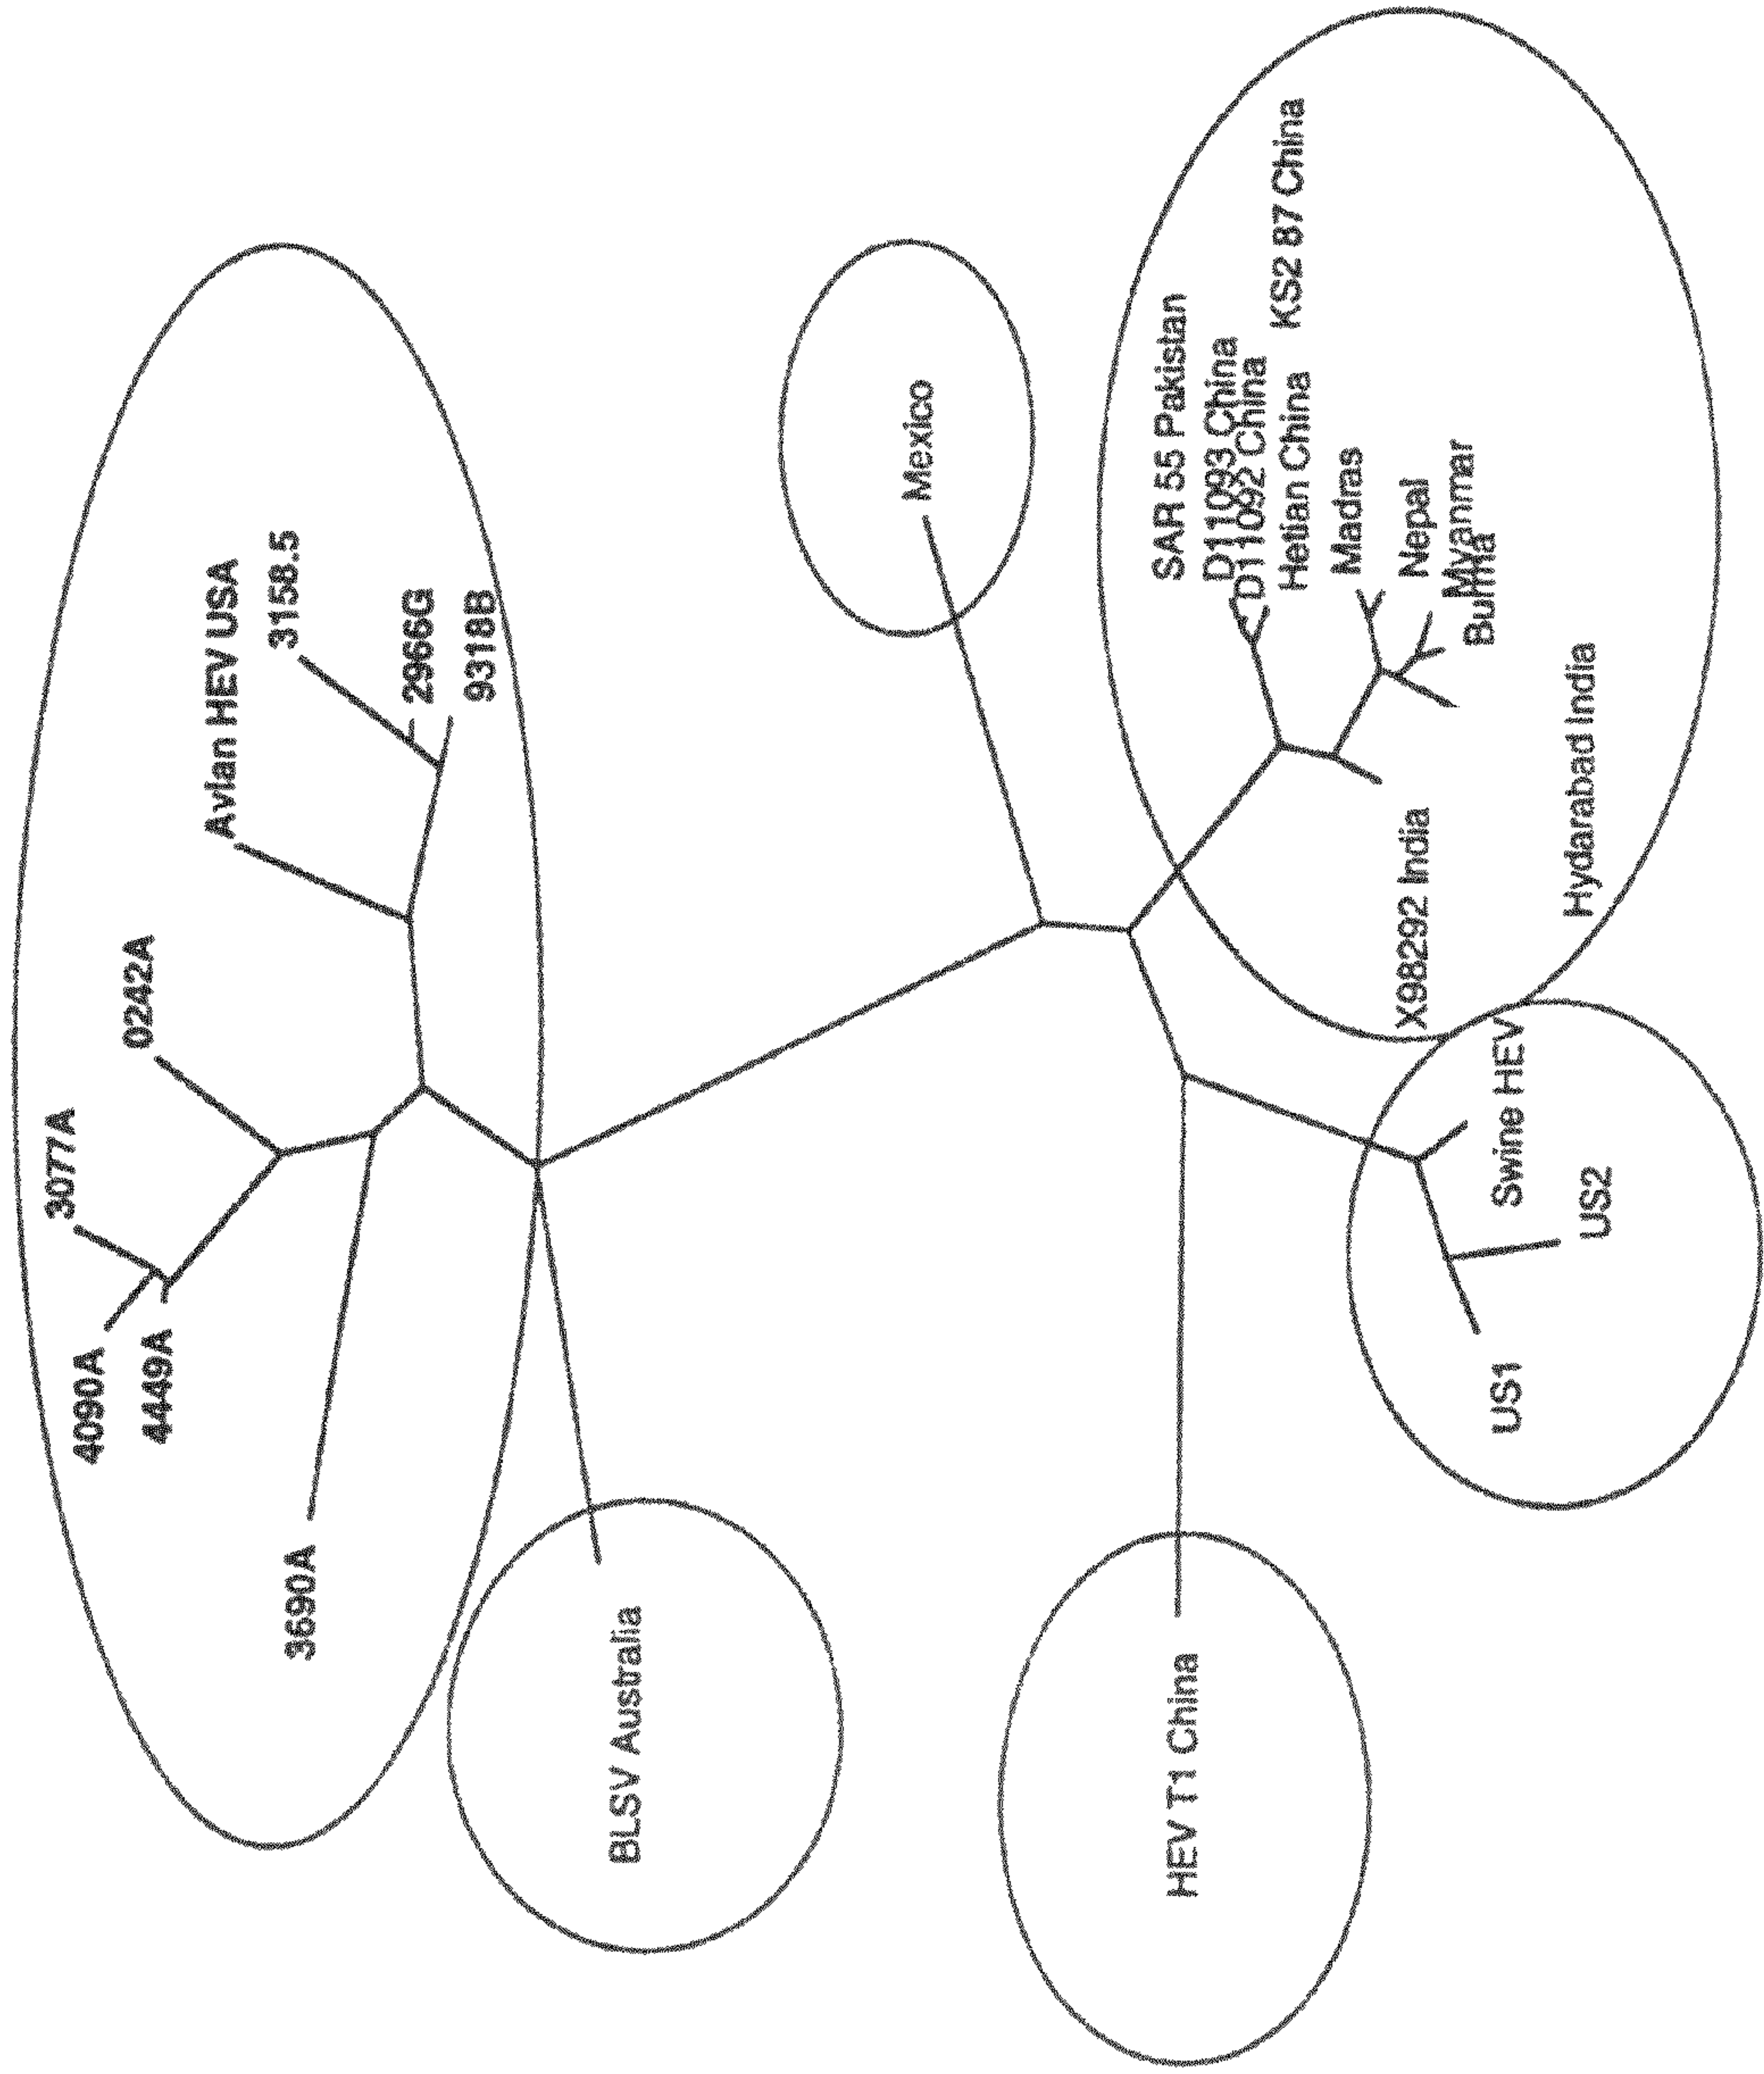 3077A
0242A
4090A
4449A
Avian HEV USA
3158.5
2966G
9318B
3690A
BLSV Australia
Mexico
HEV T1 China
SAR 55 Pakistan
D11093 China
D11092 China
Hetian China
KS2 87 China
Madras
Nepal
Myanmar
Burma
X98292 India
Hydarabad India
Swine HEV
US2
US1